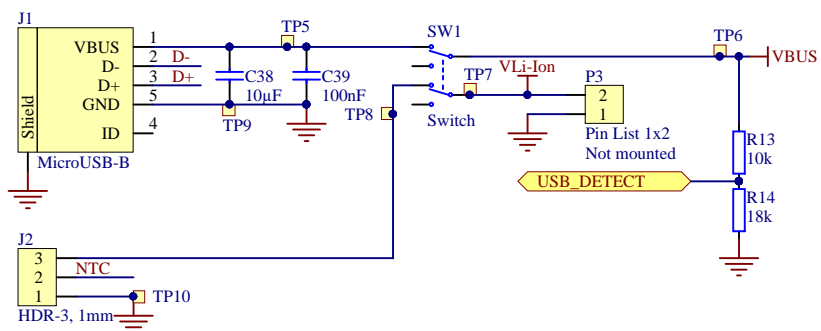 J1
VBUS 1
D- 2 D-
D+ 3 D+
GND 5
ID 4
Shield
MicroUSB-B
TP5
C38
10µF
C39
100nF
TP9
TP8
SW1
Switch
TP7
VLi-Ion
P3
2
1
Pin List 1x2
Not mounted
TP6
VBUS
R13
10k
USB_DETECT
R14
18k
J2
3
2 NTC
1
TP10
HDR-3, 1mm